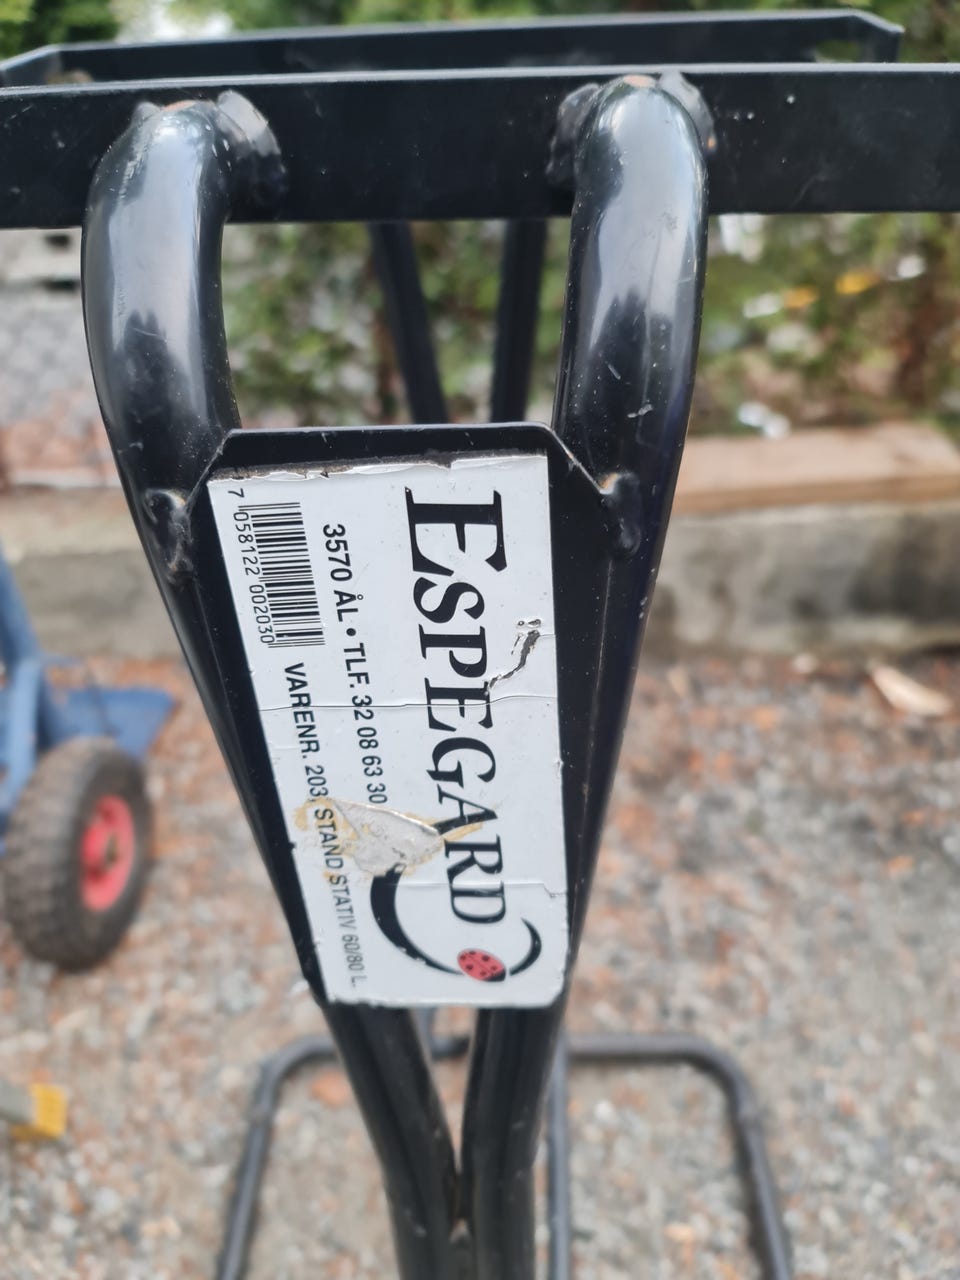 ESPEGARD
3570 ÅL • TLF. 32 08 63 30
VARENR. 203, STAND STATIV 60/80 L.
7 058122 002030